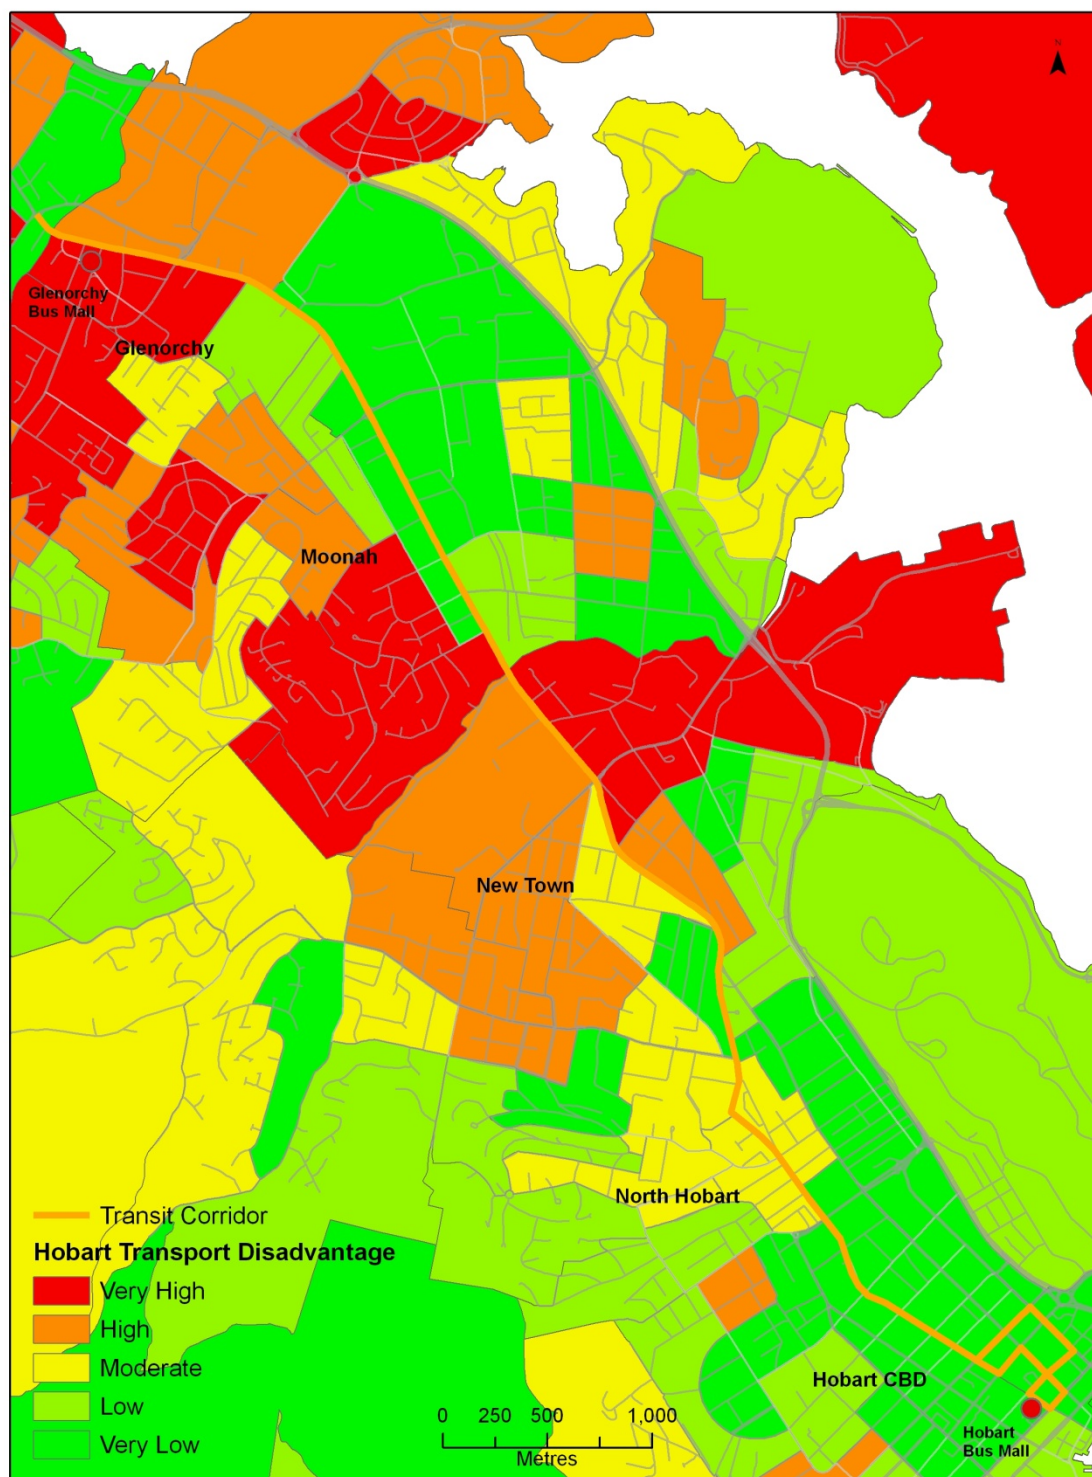 N
Glenorchy
Bus Mall
Glenorchy
Moonah
New Town
North Hobart
Transit Corridor
Hobart Transport Disadvantage
Very High
High
Moderate
Low
Very Low
0 250 500 1,000
Metres
Hobart CBD
Hobart
Bus Mall